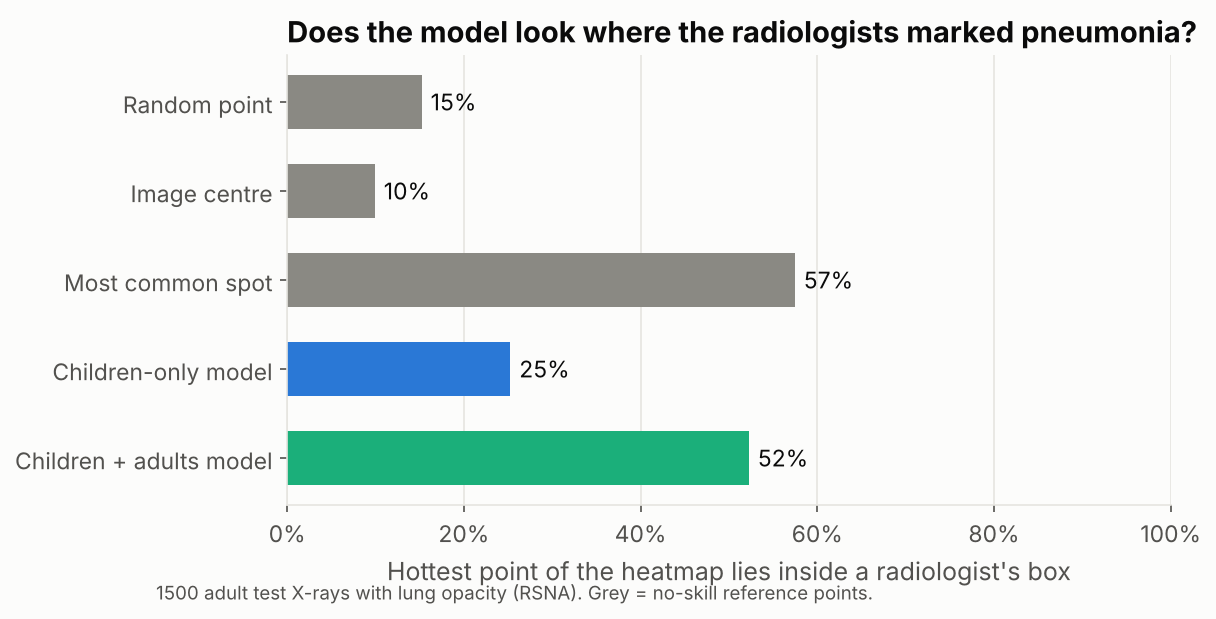 Does the model look where the radiologists marked pneumonia?
Random point
15%
Image centre
10%
Most common spot
57%
Children-only model
25%
Children + adults model
52%
0% 20% 40% 60% 80% 100%
Hottest point of the heatmap lies inside a radiologist's box
1500 adult test X-rays with lung opacity (RSNA). Grey = no-skill reference points.